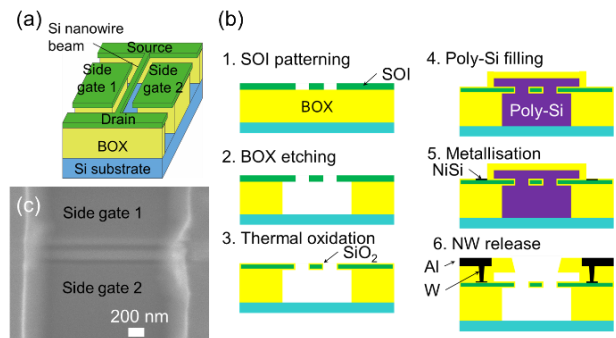 (a)
Si nanowire
beam
Source
Side
gate 1
Side
gate 2
Drain
BOX
Si substrate
(b)
1. SOI patterning
SOI
BOX
2. BOX etching
3. Thermal oxidation
SiO2
4. Poly-Si filling
Poly-Si
5. Metallisation
NiSi
6. NW release
Al
W
(c)
Side gate 1
Side gate 2
200 nm